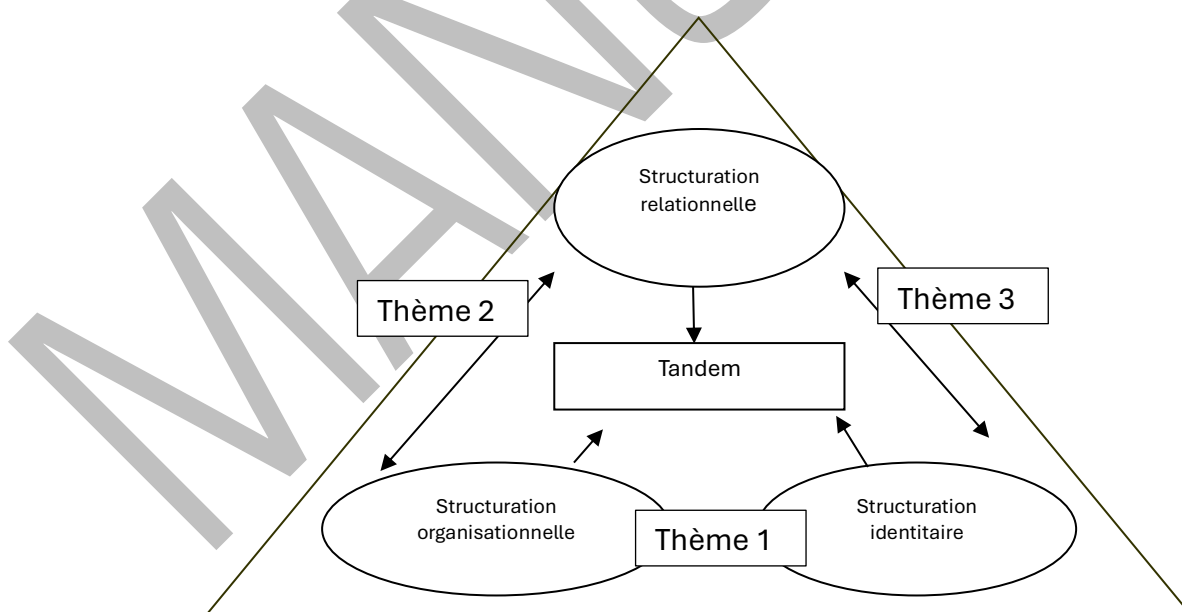 Structuration
relationnelle
Thème 2
Thème 3
Tandem
Structuration
organisationnelle
Thème 1
Structuration
identitaire